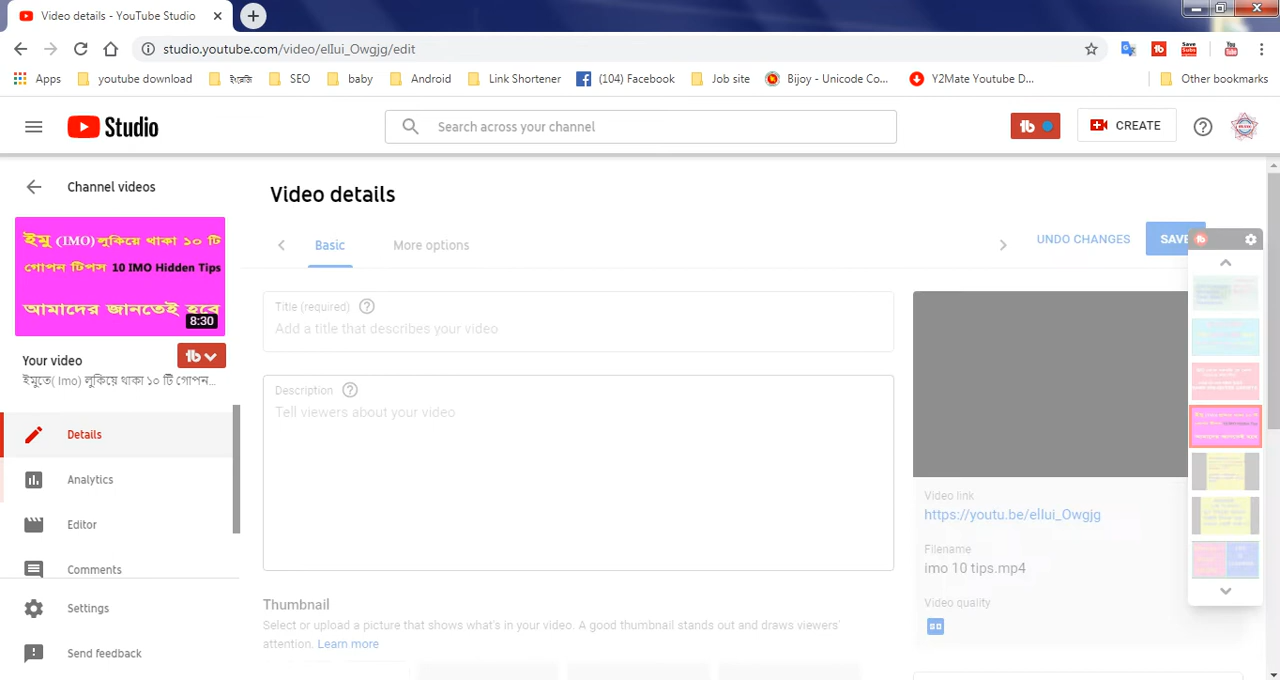 Video details - YouTube Studio
studio.youtube.com/video/elIui_Owgjg/edit
Apps youtube download ইংরেজি SEO baby Android Link Shortener (104) Facebook Job site Bijoy - Unicode Co... Y2Mate Youtube D... Other bookmarks
Studio
Search across your channel
CREATE
Channel videos
ইমু (IMO) লুকিয়ে থাকা ১০ টি
গোপন টিপস 10 IMO Hidden Tips
আমাদের জানতেই হবে
8:30
Your video
ইমুতে( Imo) লুকিয়ে থাকা ১০ টি গোপন...
Details
Analytics
Editor
Comments
Settings
Send feedback
Video details
Basic More options
UNDO CHANGES SAVE
Title (required)
Add a title that describes your video
Description
Tell viewers about your video
Thumbnail
Select or upload a picture that shows what's in your video. A good thumbnail stands out and draws viewers'
attention. Learn more
Video link
https://youtu.be/elIui_Owgjg
Filename
imo 10 tips.mp4
Video quality